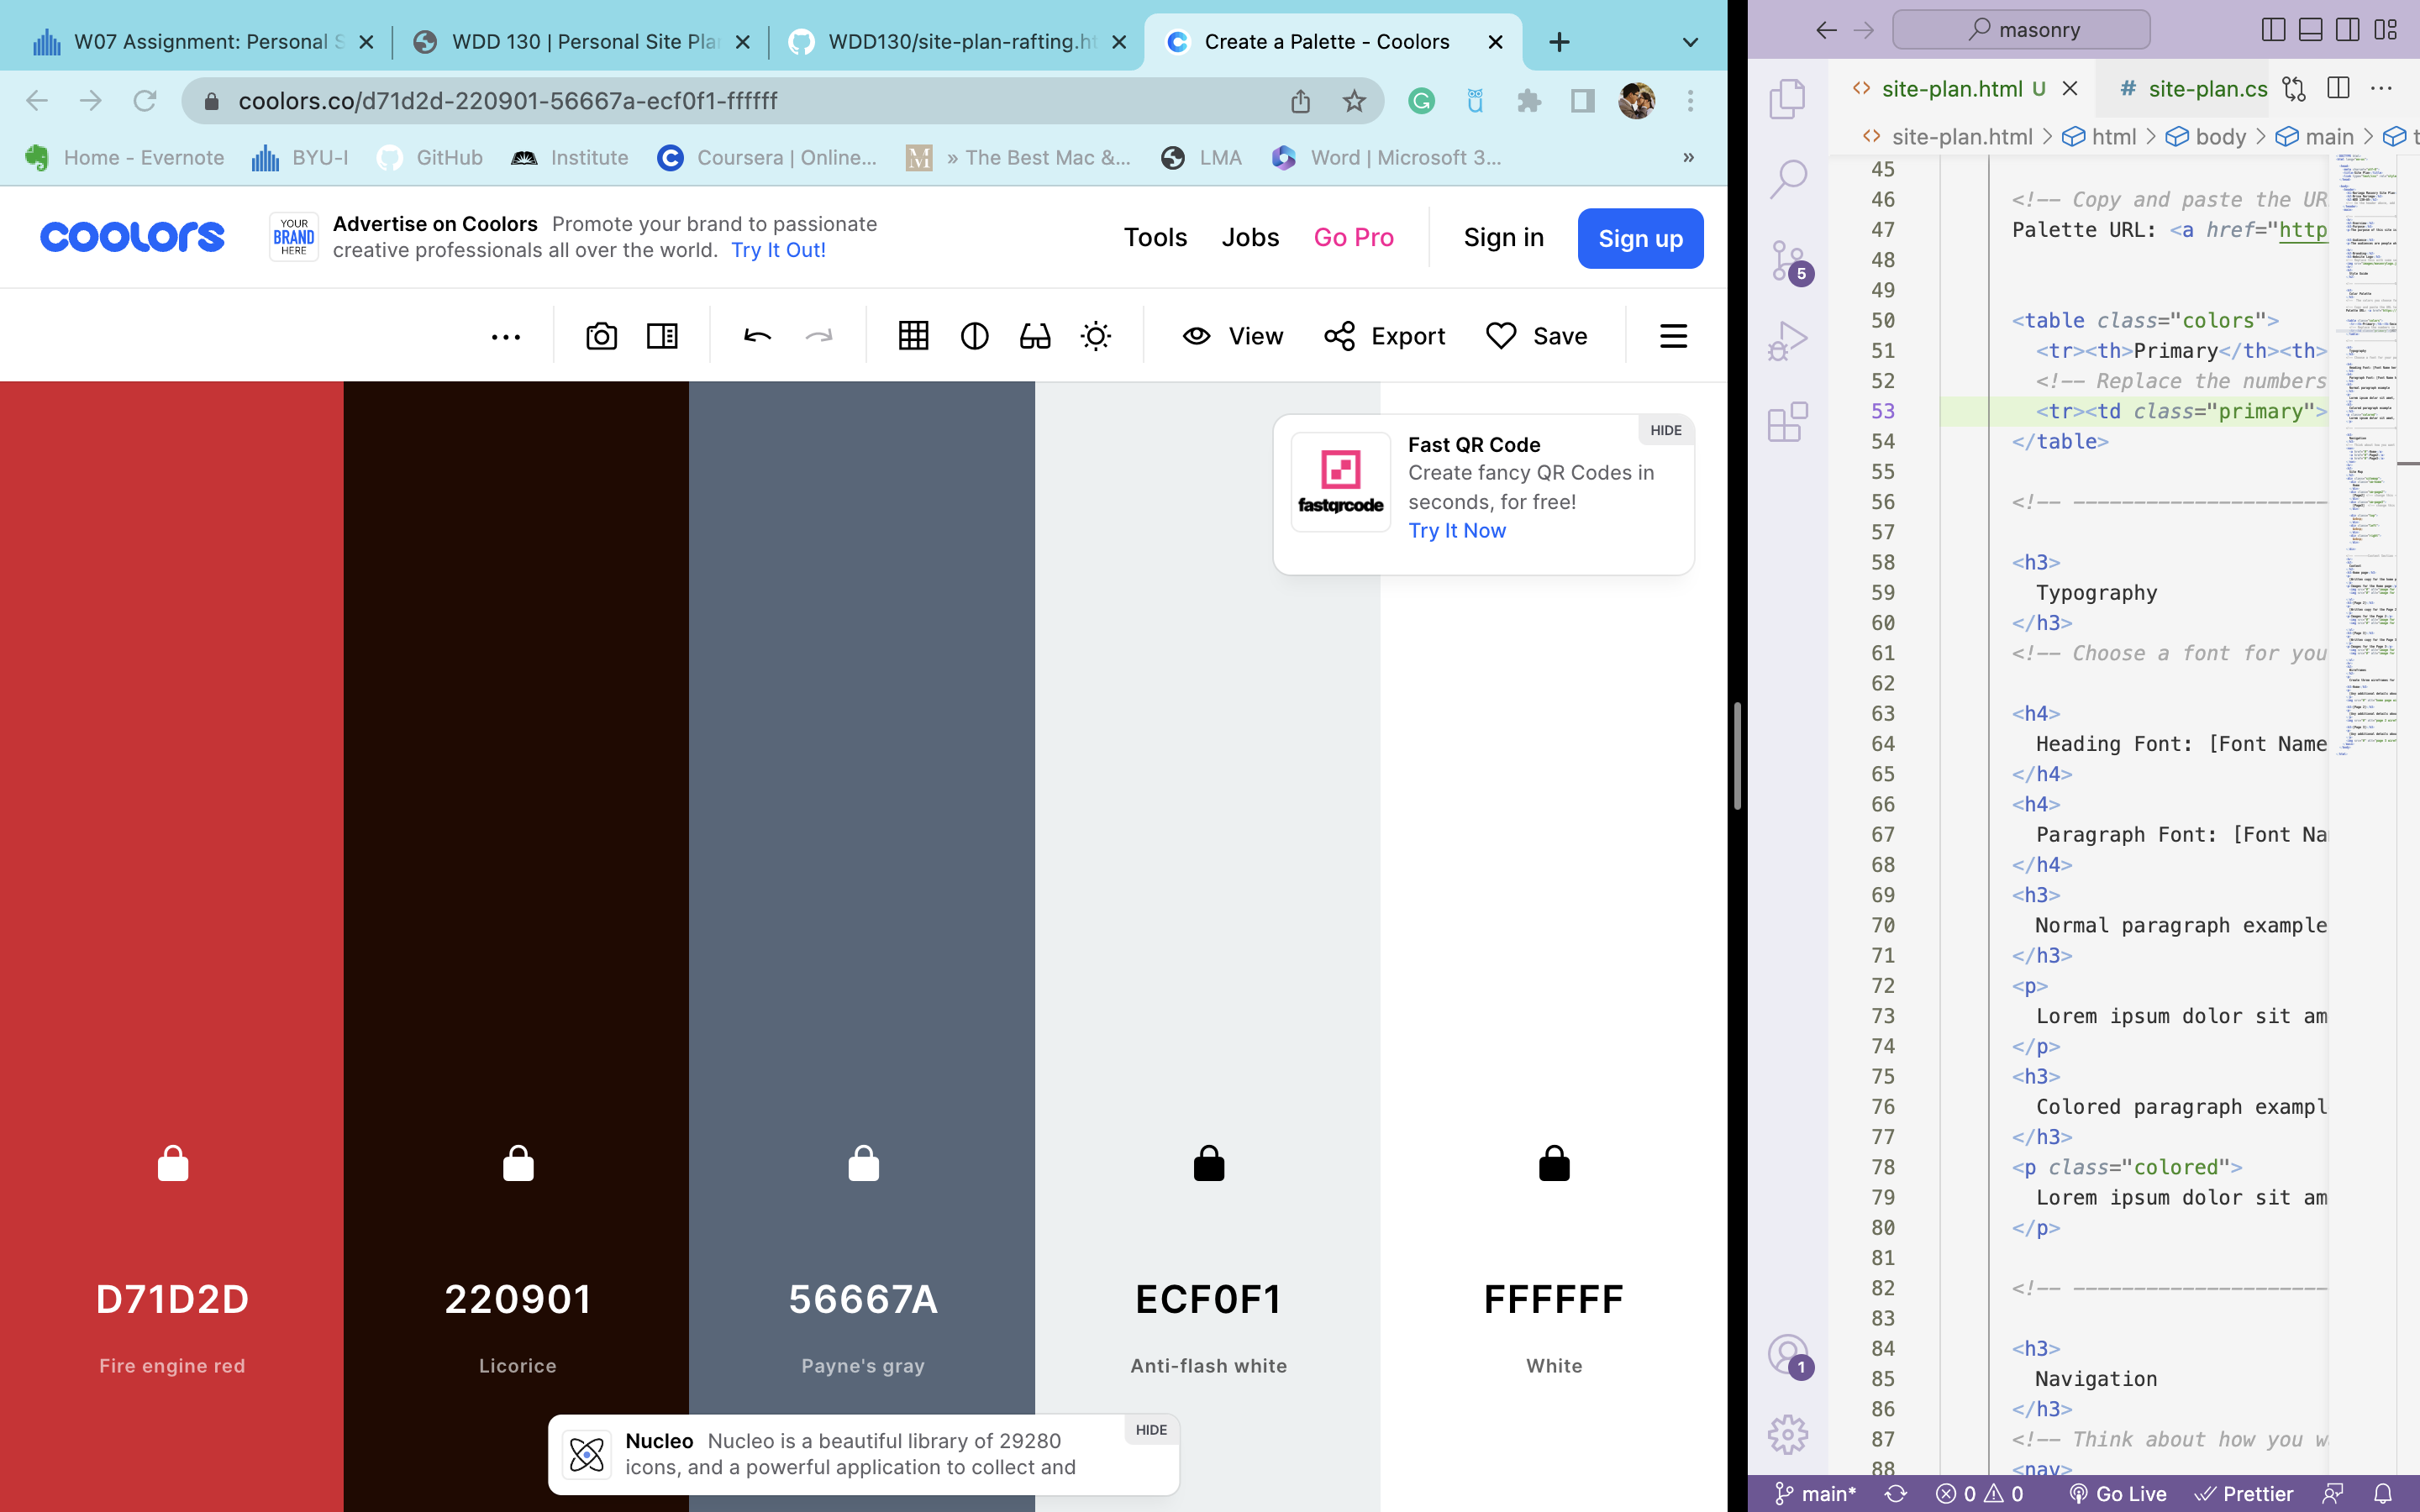 W07 Assignment: Personal S
WDD 130 | Personal Site Pla
WDD130/site-plan-rafting.ht
Create a Palette - Coolors
coolors.co/d71d2d-220901-56667a-ecf0f1-ffffff
Home - Evernote
BYU-I
GitHub
Institute
Coursera | Online...
» The Best Mac &...
LMA
Word | Microsoft 3...
»
coolors
YOUR
BRAND
HERE
Advertise on Coolors Promote your brand to passionate
creative professionals all over the world. Try It Out!
Tools
Jobs
Go Pro
Sign in
Sign up
View
Export
Save
HIDE
Fast QR Code
Create fancy QR Codes in
seconds, for free!
Try It Now
fastqrcode
D71D2D
Fire engine red
220901
Licorice
56667A
Payne's gray
ECF0F1
Anti-flash white
FFFFFF
White
HIDE
Nucleo Nucleo is a beautiful library of 29280
icons, and a powerful application to collect and
masonry
site-plan.html U
# site-plan.cs
site-plan.html > html > body > main >
5
1
45
46 <!-- Copy and paste the UR
47 Palette URL: <a href="http
48
49
50 <table class="colors">
51 <tr><th>Primary</th><th>
52 <!-- Replace the numbers
53 <tr><td class="primary">
54 </table>
55
56 <!-- ---------------------
57
58 <h3>
59 Typography
60 </h3>
61 <!-- Choose a font for you
62
63 <h4>
64 Heading Font: [Font Name
65 </h4>
66 <h4>
67 Paragraph Font: [Font Na
68 </h4>
69 <h3>
70 Normal paragraph example
71 </h3>
72 <p>
73 Lorem ipsum dolor sit am
74 </p>
75 <h3>
76 Colored paragraph exampl
77 </h3>
78 <p class="colored">
79 Lorem ipsum dolor sit am
80 </p>
81
82 <!-- ---------------------
83
84 <h3>
85 Navigation
86 </h3>
87 <!-- Think about how you w
88 <nav>
main* 0 0 Go Live Prettier